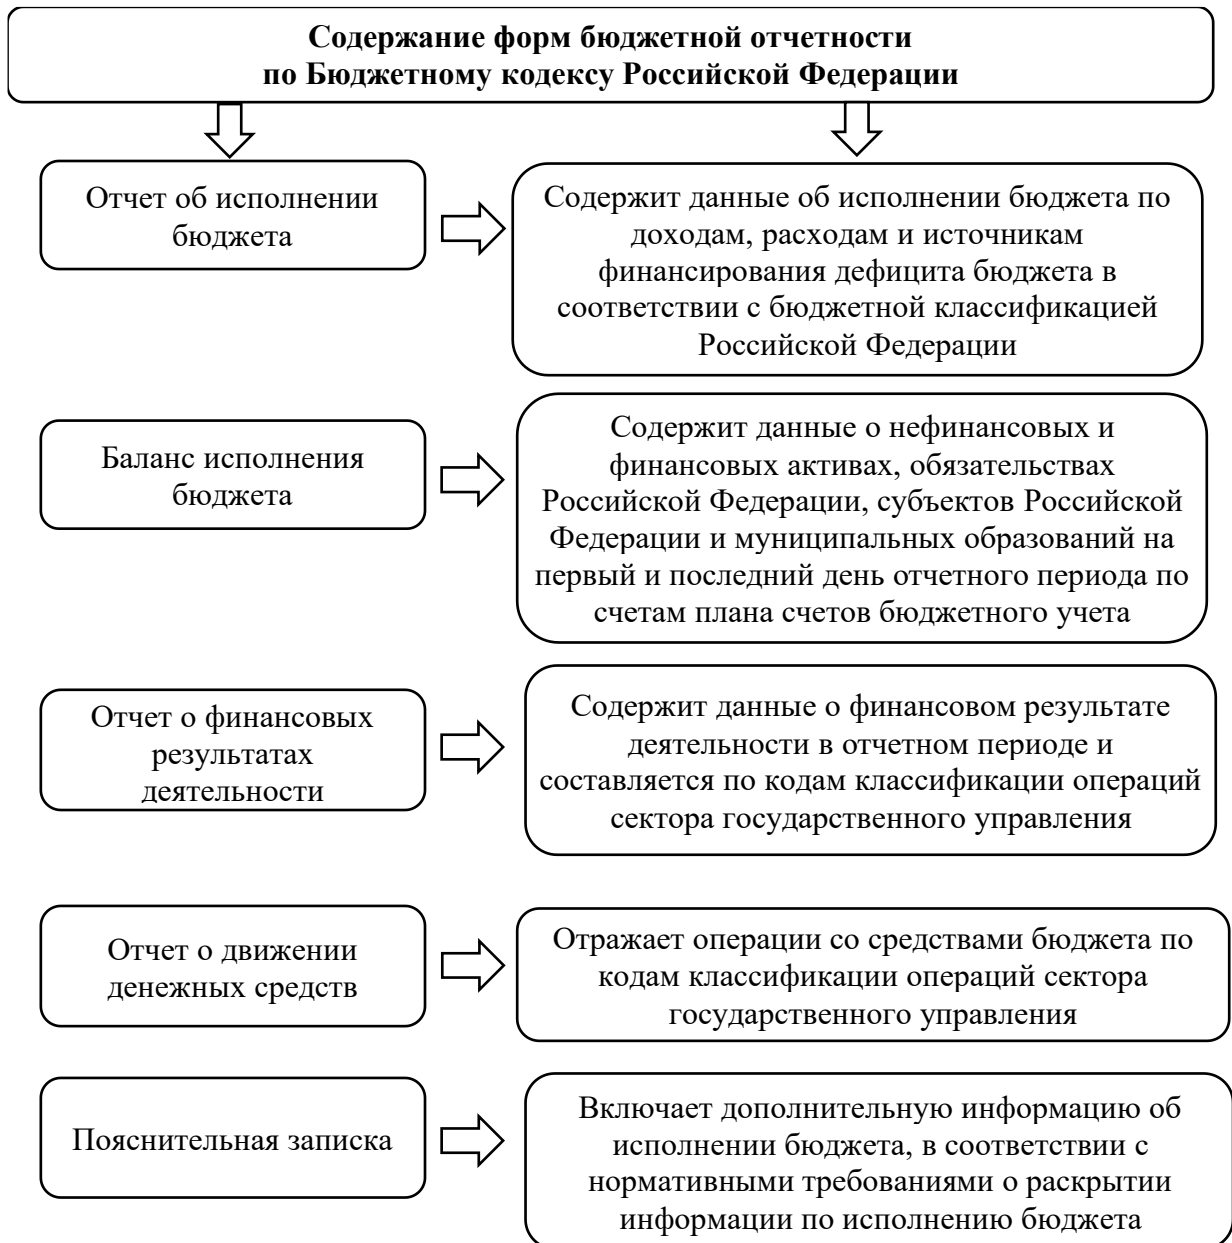 Содержание форм бюджетной отчетности
по Бюджетному кодексу Российской Федерации
Отчет об исполнении
бюджета
Содержит данные об исполнении бюджета по
доходам, расходам и источникам
финансирования дефицита бюджета в
соответствии с бюджетной классификацией
Российской Федерации
Баланс исполнения
бюджета
Содержит данные о нефинансовых и
финансовых активах, обязательствах
Российской Федерации, субъектов Российской
Федерации и муниципальных образований на
первый и последний день отчетного периода по
счетам плана счетов бюджетного учета
Отчет о финансовых
результатах
деятельности
Содержит данные о финансовом результате
деятельности в отчетном периоде и
составляется по кодам классификации операций
сектора государственного управления
Отчет о движении
денежных средств
Отражает операции со средствами бюджета по
кодам классификации операций сектора
государственного управления
Пояснительная записка
Включает дополнительную информацию об
исполнении бюджета, в соответствии с
нормативными требованиями о раскрытии
информации по исполнению бюджета